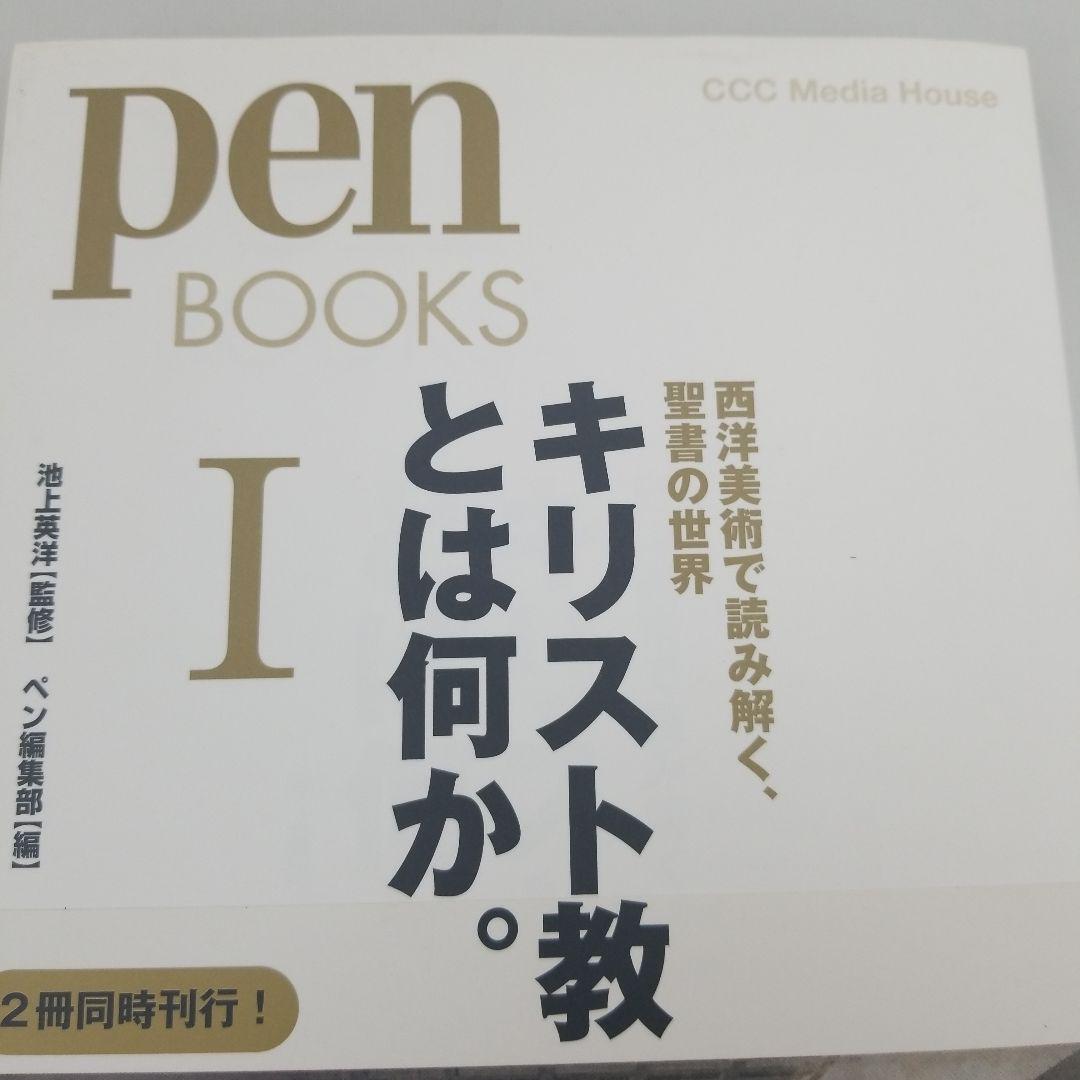 pen
BOOKS
CCC Media House
西洋美術で読み解く、
聖書の世界
キリスト教
とは何か。
I
池上英洋【監修】 ペン編集部【編】
2冊同時刊行！